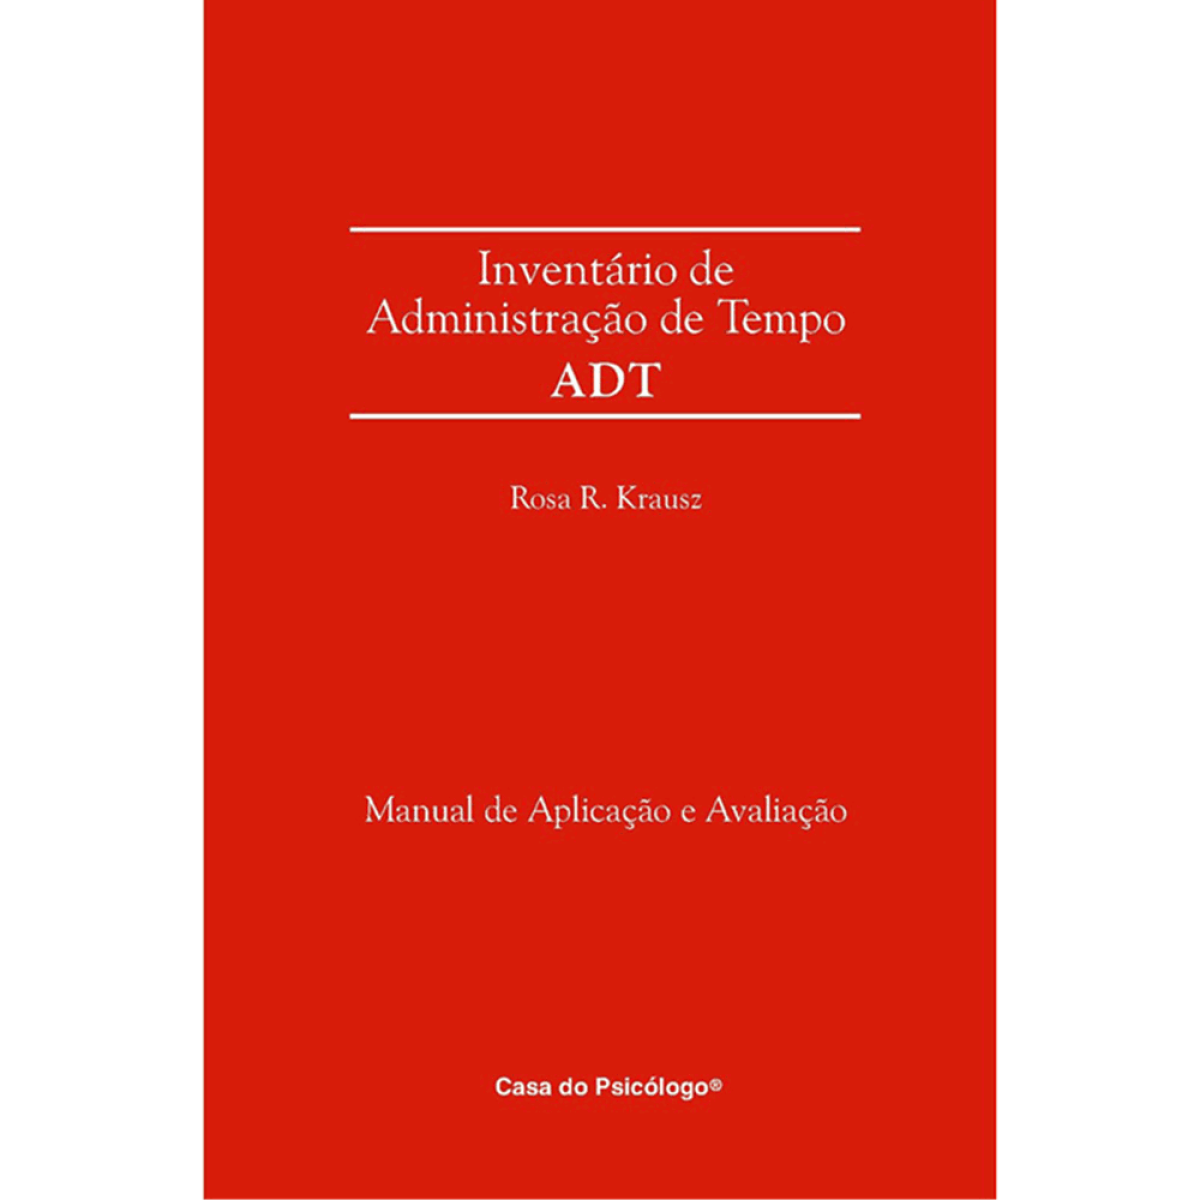 Inventário de
Administração de Tempo
ADT
Rosa R. Krausz
Manual de Aplicação e Avaliação
Casa do Psicólogo®